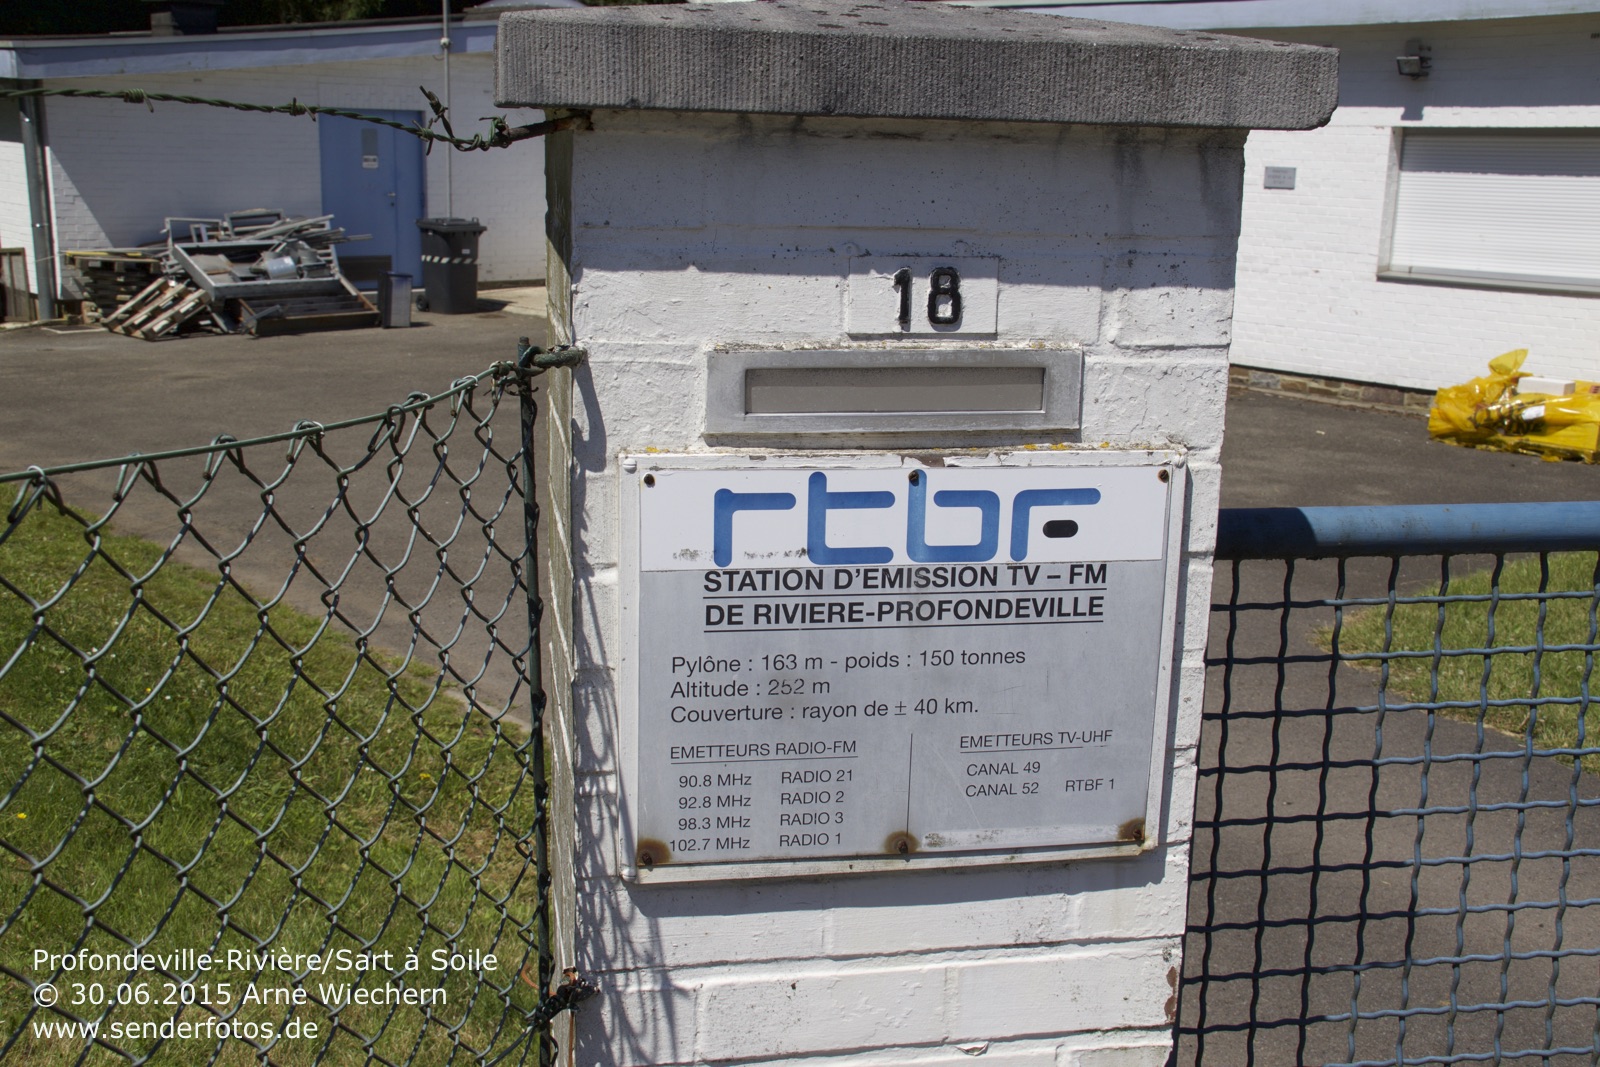 18
rtbf
STATION D'EMISSION TV – FM
DE RIVIERE-PROFONDEVILLE
Pylône : 163 m - poids : 150 tonnes
Altitude : 252 m
Couverture : rayon de ± 40 km.
EMETTEURS RADIO-FM
90.8 MHz RADIO 21
92.8 MHz RADIO 2
98.3 MHz RADIO 3
102.7 MHz RADIO 1
EMETTEURS TV-UHF
CANAL 49
CANAL 52 RTBF 1
Profondeville-Rivière/Sart à Soile
© 30.06.2015 Arne Wiechern
www.senderfotos.de